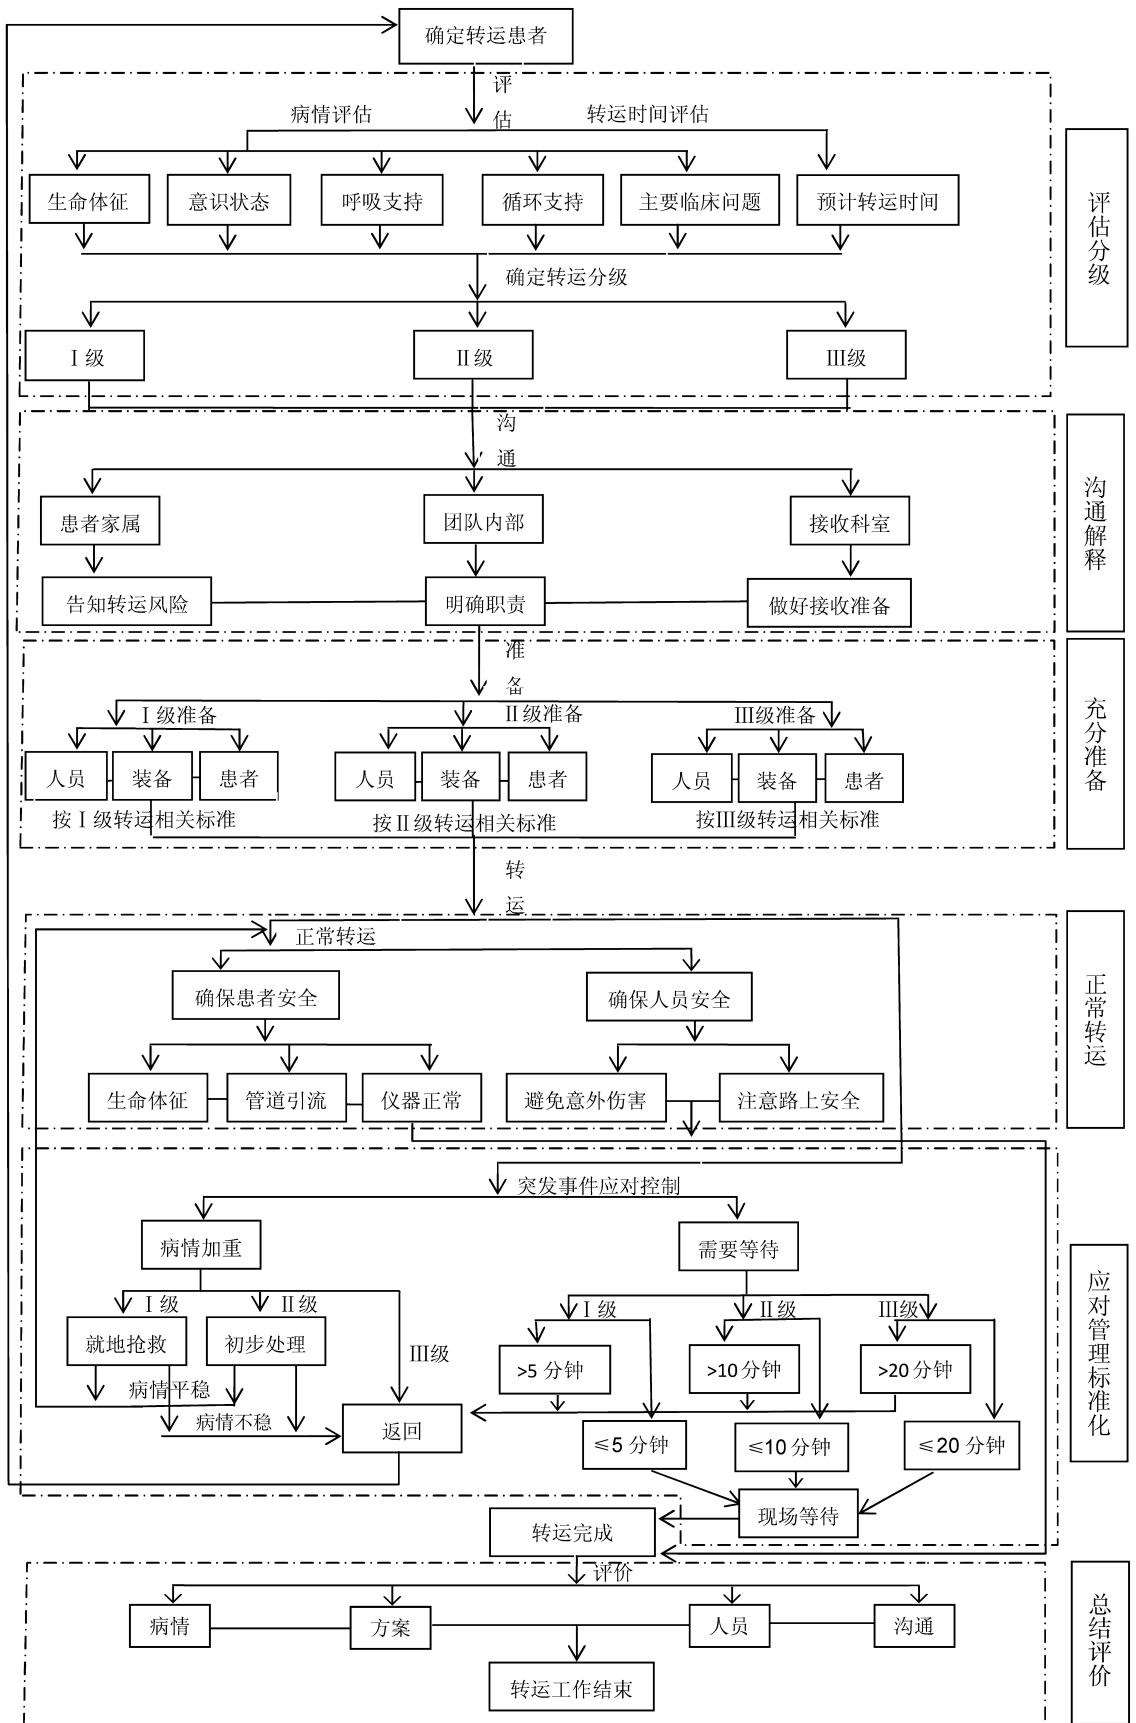 确定转运患者
评
估
病情评估
转运时间评估
生命体征
意识状态
呼吸支持
循环支持
主要临床问题
预计转运时间
确定转运分级
Ⅰ级
Ⅱ级
Ⅲ级
评估分级
沟
通
患者家属
团队内部
接收科室
告知转运风险
明确职责
做好接收准备
沟通解释
准
备
Ⅰ级准备
Ⅱ级准备
Ⅲ级准备
人员
装备
患者
人员
装备
患者
人员
装备
患者
按Ⅰ级转运相关标准
按Ⅱ级转运相关标准
按Ⅲ级转运相关标准
充分准备
转
运
正常转运
确保患者安全
确保人员安全
生命体征
管道引流
仪器正常
避免意外伤害
注意路上安全
正常转运
突发事件应对控制
病情加重
需要等待
Ⅰ级
Ⅱ级
Ⅲ级
Ⅰ级
Ⅱ级
Ⅲ级
就地抢救
初步处理
>5 分钟
>10 分钟
>20 分钟
病情平稳
病情不稳
返回
≤5 分钟
≤10 分钟
≤20 分钟
现场等待
应对管理标准化
转运完成
评价
病情
方案
人员
沟通
转运工作结束
总结评价